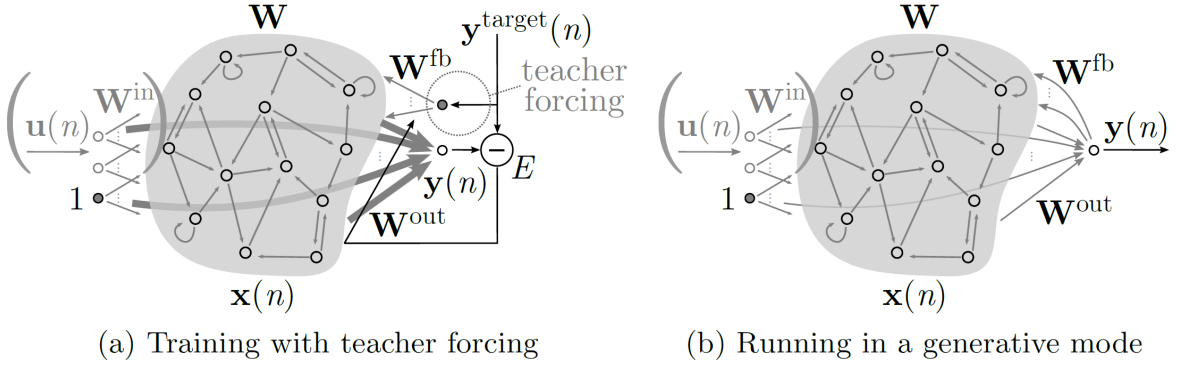 W
y^target(n)
W^fb
teacher
forcing
(W^in)
u(n)
1
E
y(n)
W^out
x(n)
(a) Training with teacher forcing
W
W^fb
(W^in)
u(n)
y(n)
1
W^out
x(n)
(b) Running in a generative mode